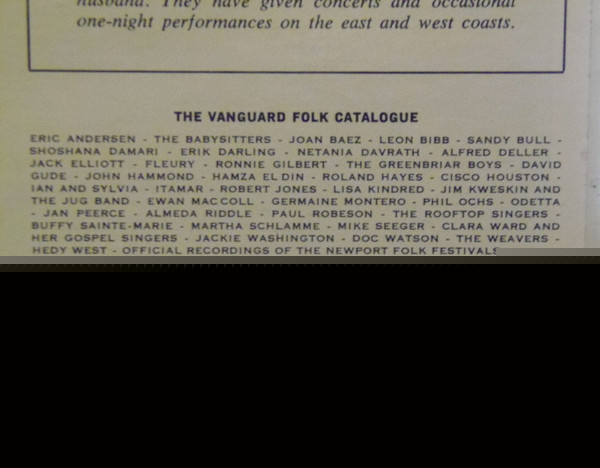 husband. They have given concerts and occasional
one-night performances on the east and west coasts.
THE VANGUARD FOLK CATALOGUE
ERIC ANDERSEN - THE BABYSITTERS - JOAN BAEZ - LEON BIBB - SANDY BULL -
SHOSHANA DAMARI - ERIK DARLING - NETANIA DAVRATH - ALFRED DELLER -
JACK ELLIOTT - FLEURY - RONNIE GILBERT - THE GREENBRIAR BOYS - DAVID
GUDE - JOHN HAMMOND - HAMZA EL DIN - ROLAND HAYES - CISCO HOUSTON -
IAN AND SYLVIA - ITAMAR - ROBERT JONES - LISA KINDRED - JIM KWESKIN AND
THE JUG BAND - EWAN MAC COLL - GERMAINE MONTERO - PHIL OCHS - ODETTA
- JAN PEERCE - ALMEDA RIDDLE - PAUL ROBESON - THE ROOFTOP SINGERS -
BUFFY SAINTE-MARIE - MARTHA SCHLAMME - MIKE SEEGER - CLARA WARD AND
HER GOSPEL SINGERS - JACKIE WASHINGTON - DOC WATSON - THE WEAVERS -
HEDY WEST - OFFICIAL RECORDINGS OF THE NEWPORT FOLK FESTIVALS